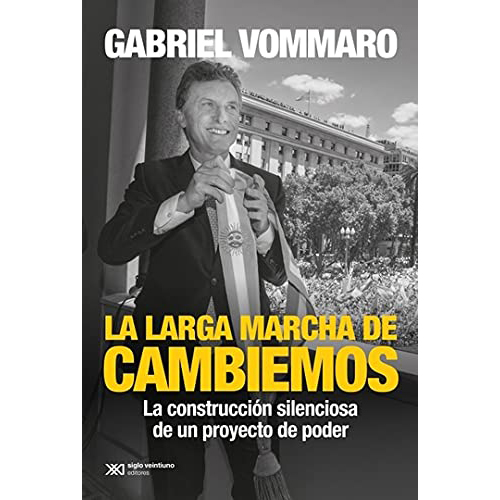 GABRIEL VOMMARO
LA LARGA MARCHA DE
CAMBIEMOS
La construcción silenciosa
de un proyecto de poder
siglo veintiuno
editores